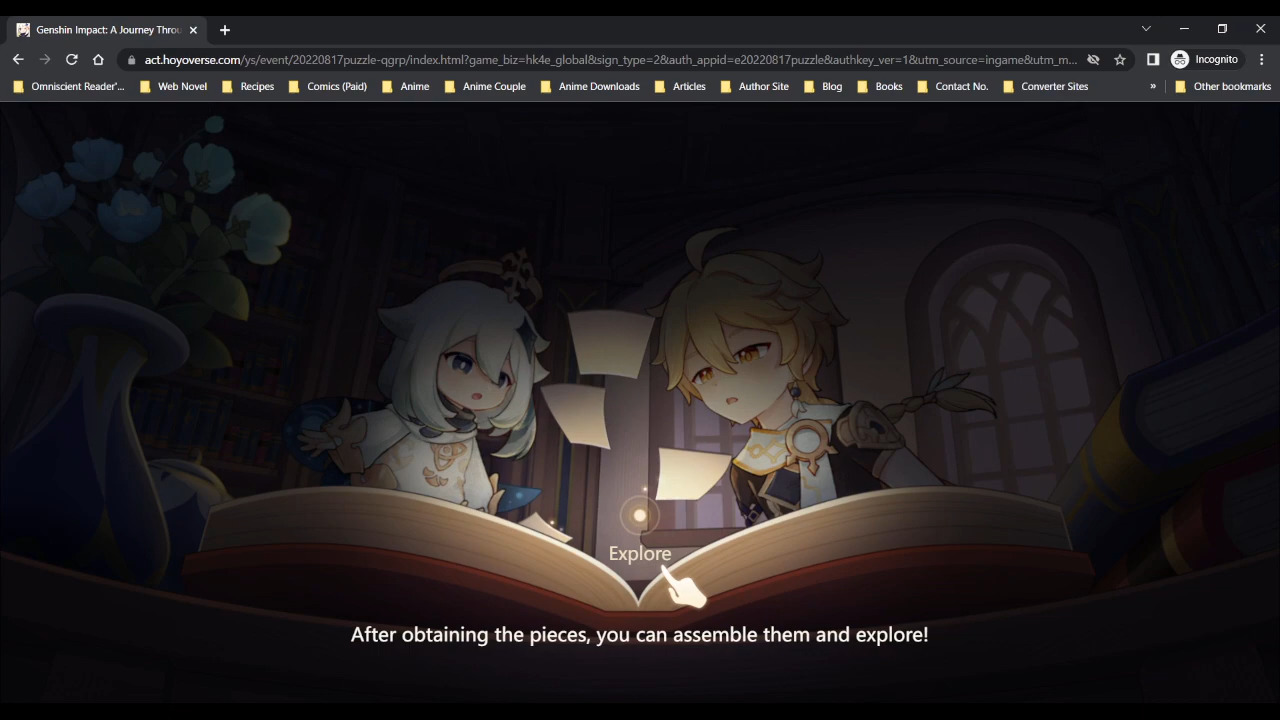 Genshin Impact: A Journey Throu
act.hoyoverse.com/ys/event/20220817puzzle-qgrp/index.html?game_biz=hk4e_global&sign_type=2&auth_appid=e20220817puzzle&authkey_ver=1&utm_source=ingame&utm_m...
Incognito
Omniscient Reader'...
Web Novel
Recipes
Comics (Paid)
Anime
Anime Couple
Anime Downloads
Articles
Author Site
Blog
Books
Contact No.
Converter Sites
»
Other bookmarks
Explore
After obtaining the pieces, you can assemble them and explore!